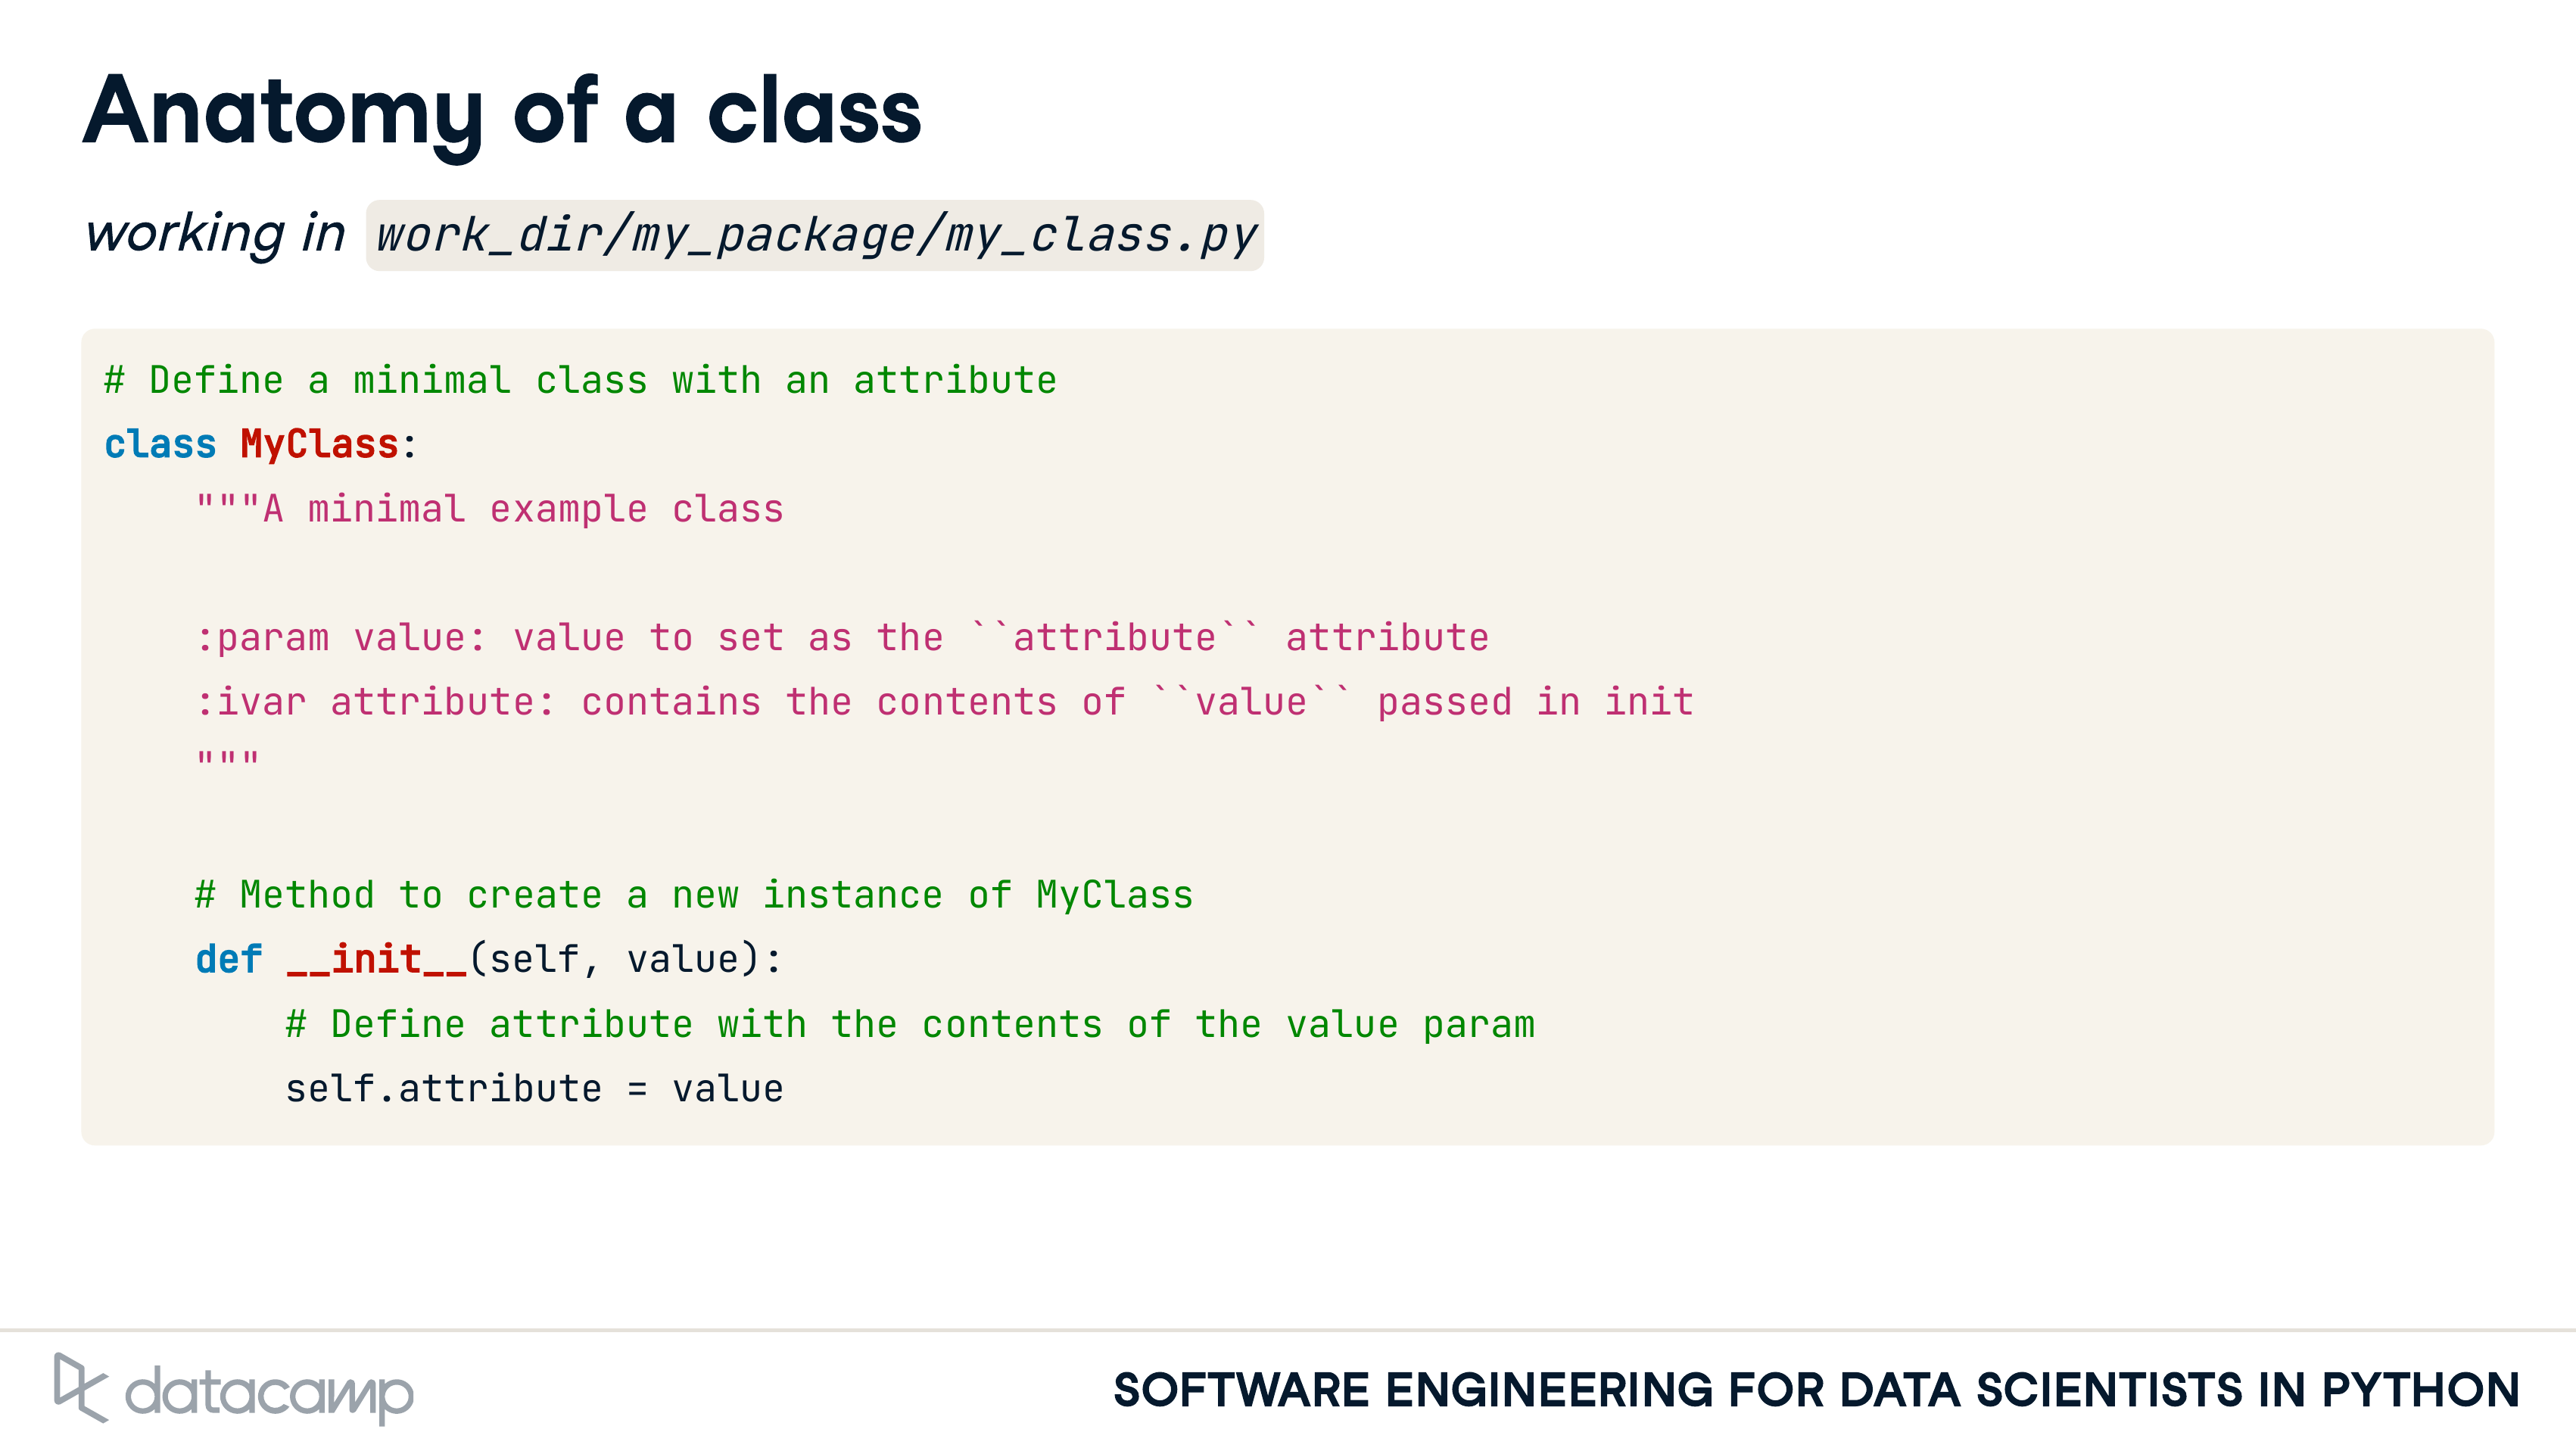 Anatomy of a class
working in work_dir/my_package/my_class.py
# Define a minimal class with an attribute
class MyClass:
    """A minimal example class

    :param value: value to set as the ``attribute`` attribute
    :ivar attribute: contains the contents of ``value`` passed in init
    """

    # Method to create a new instance of MyClass
    def __init__(self, value):
        # Define attribute with the contents of the value param
        self.attribute = value
datacamp
SOFTWARE ENGINEERING FOR DATA SCIENTISTS IN PYTHON